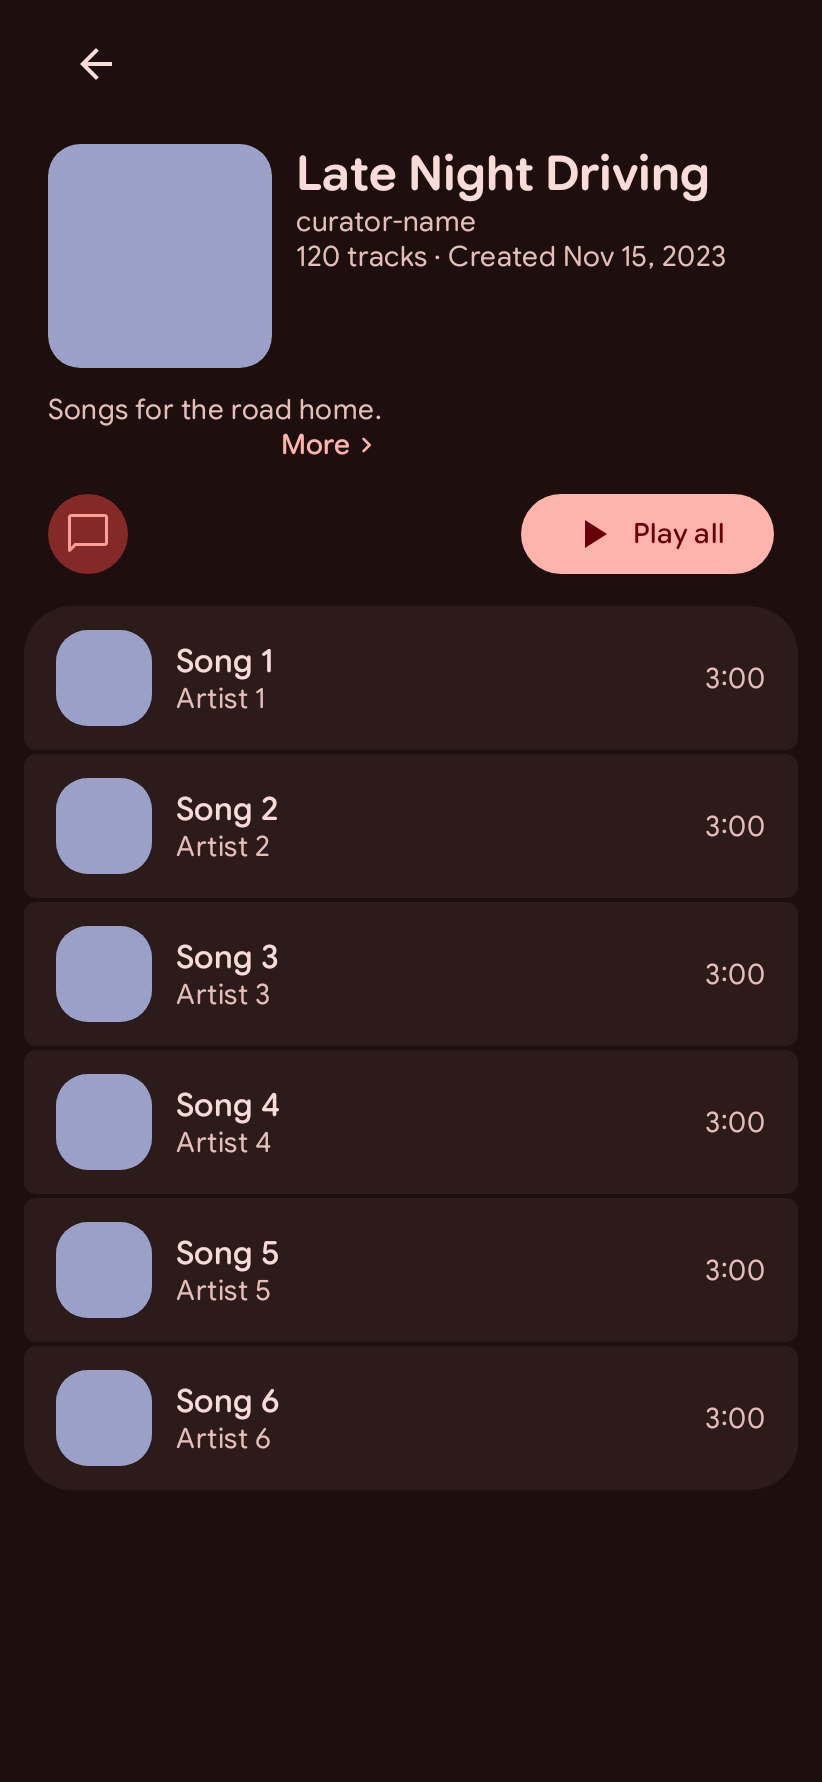 Late Night Driving
curator-name
120 tracks · Created Nov 15, 2023
Songs for the road home.
More
Play all
Song 1
Artist 1
3:00
Song 2
Artist 2
3:00
Song 3
Artist 3
3:00
Song 4
Artist 4
3:00
Song 5
Artist 5
3:00
Song 6
Artist 6
3:00